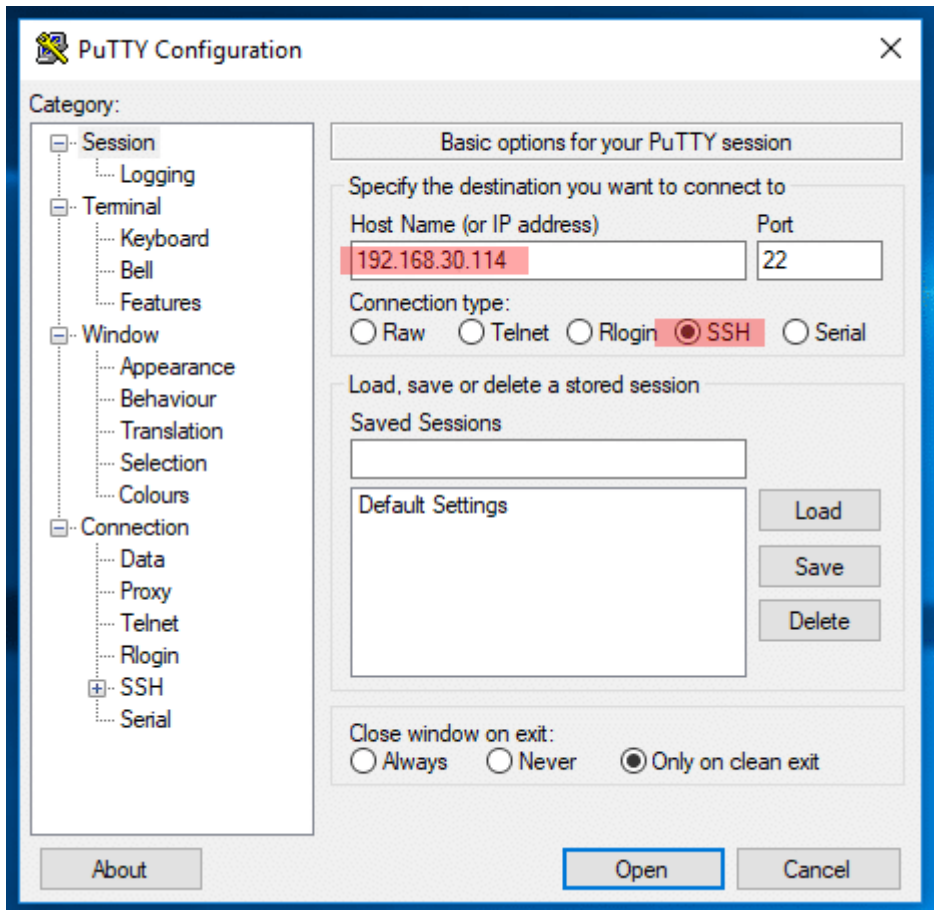 PuTTY Configuration
Category:
Session
Logging
Terminal
Keyboard
Bell
Features
Window
Appearance
Behaviour
Translation
Selection
Colours
Connection
Data
Proxy
Telnet
Rlogin
SSH
Serial
Basic options for your PuTTY session
Specify the destination you want to connect to
Host Name (or IP address) Port
192.168.30.114 22
Connection type:
Raw Telnet Rlogin SSH Serial
Load, save or delete a stored session
Saved Sessions
Default Settings
Load
Save
Delete
Close window on exit:
Always Never Only on clean exit
About Open Cancel